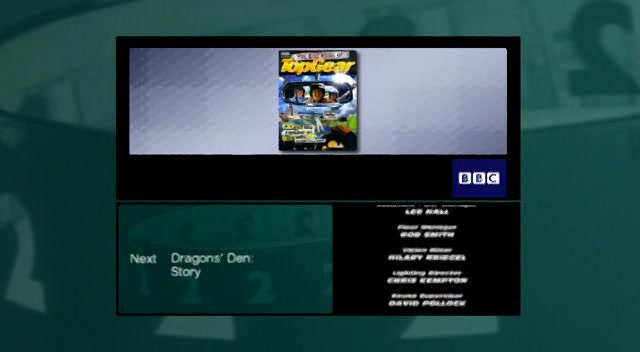 TopGear
BBC
LEE HALL
Floor Manager
ROB SMITH
Vision Mixer
HILARY BRIEGEL
Lighting Director
CHRIS KEMPTON
Sound Supervisor
DAVID POLLOCK
Next Dragons' Den:
Story